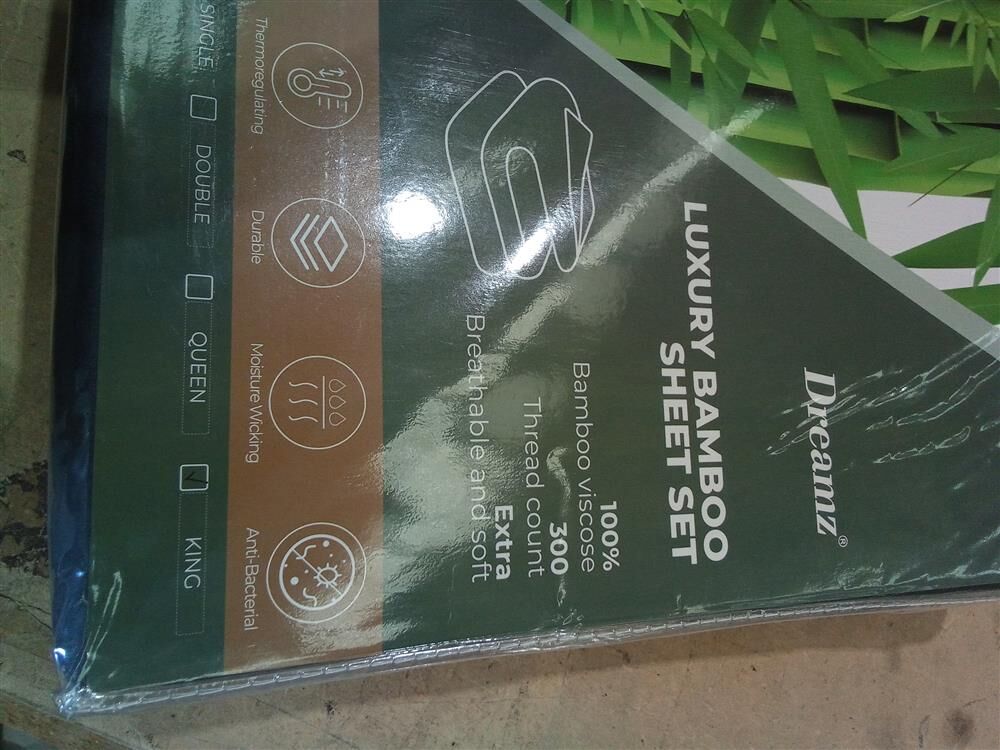 Dreamz®
LUXURY BAMBOO
SHEET SET
100%
Bamboo viscose
300
Thread count
Extra
Breathable and soft
Thermoregulating
Durable
Moisture Wicking
Anti-Bacterial
SINGLE
DOUBLE
QUEEN
KING